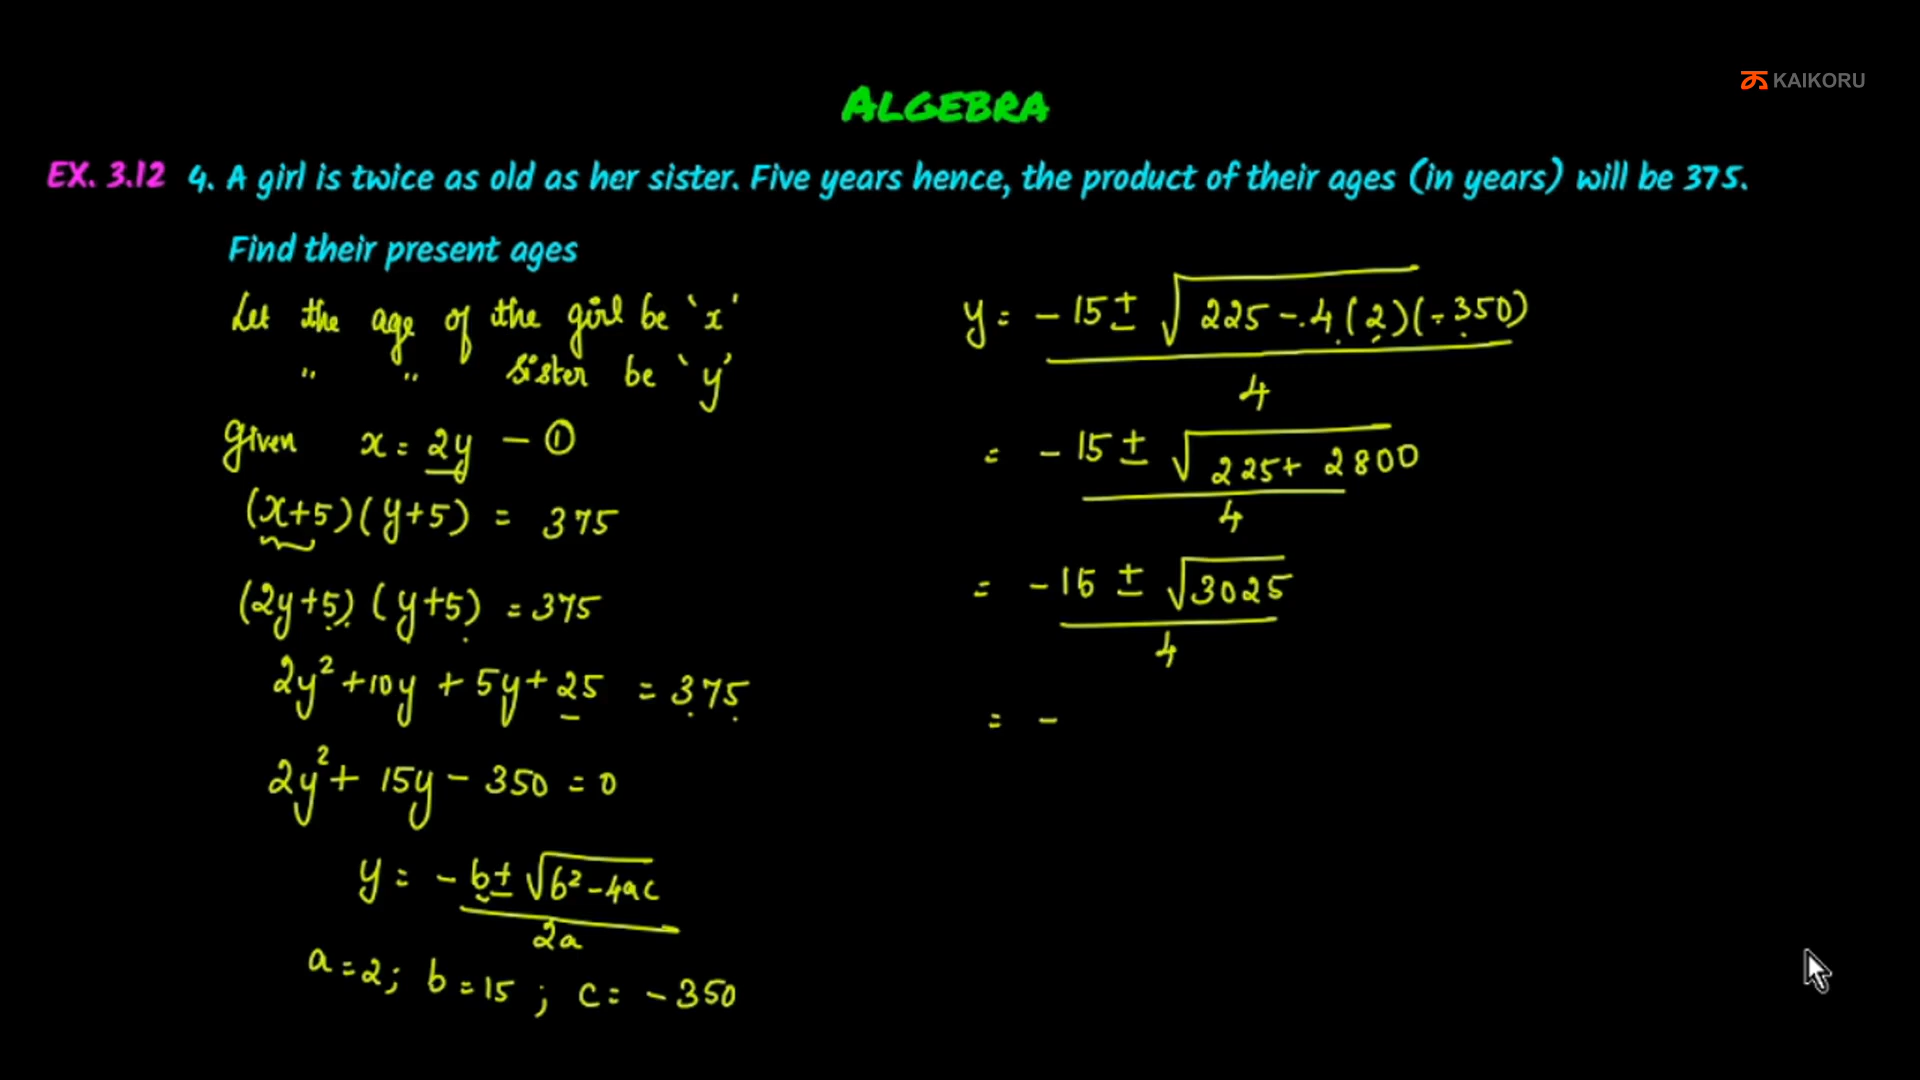 KAIKORU
ALGEBRA
EX. 3.12 4. A girl is twice as old as her sister. Five years hence, the product of their ages (in years) will be 375.
Find their present ages
Let the age of the girl be 'x'
" " Sister be 'y'
Given x = 2y - ①
(x+5)(y+5) = 375
(2y+5)(y+5) = 375
2y² + 10y + 5y + 25 = 375
2y² + 15y - 350 = 0
y = -b ± √b² - 4ac
2a
a = 2; b = 15; c = -350
y = -15 ± √225 - 4(2)(-350)
4
= -15 ± √225 + 2800
4
= -15 ± √3025
4
= -